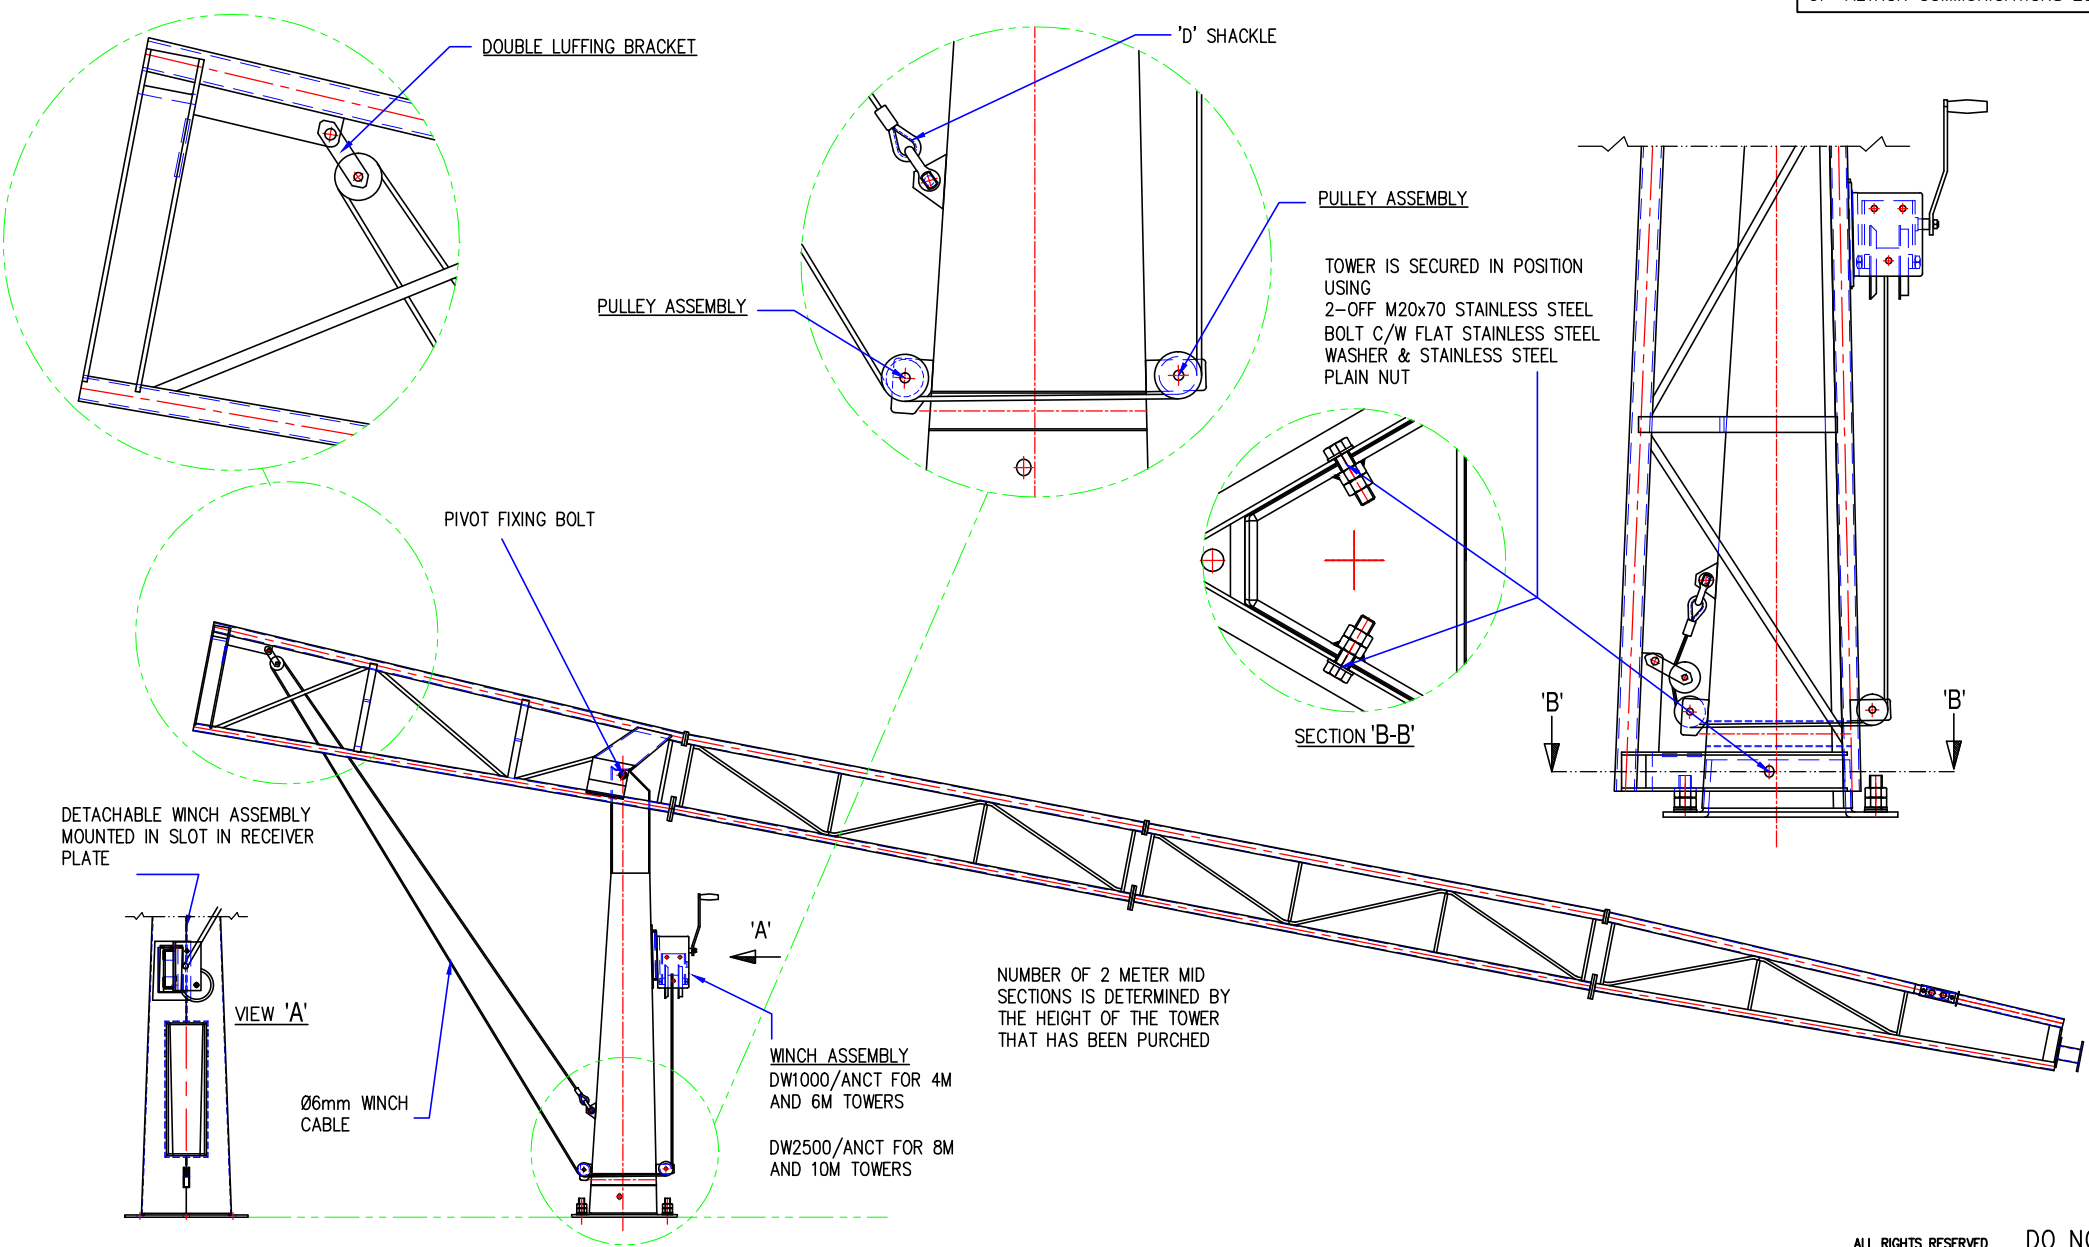 DOUBLE LUFFING BRACKET
'D' SHACKLE
PULLEY ASSEMBLY
PULLEY ASSEMBLY
TOWER IS SECURED IN POSITION
USING
2-OFF M20x70 STAINLESS STEEL
BOLT C/W FLAT STAINLESS STEEL
WASHER & STAINLESS STEEL
PLAIN NUT
PIVOT FIXING BOLT
SECTION 'B-B'
'B'
'B'
DETACHABLE WINCH ASSEMBLY
MOUNTED IN SLOT IN RECEIVER
PLATE
VIEW 'A'
'A'
Ø6mm WINCH
CABLE
WINCH ASSEMBLY
DW1000/ANCT FOR 4M
AND 6M TOWERS
DW2500/ANCT FOR 8M
AND 10M TOWERS
NUMBER OF 2 METER MID
SECTIONS IS DETERMINED BY
THE HEIGHT OF THE TOWER
THAT HAS BEEN PURCHED
ALL RIGHTS RESERVED
DO